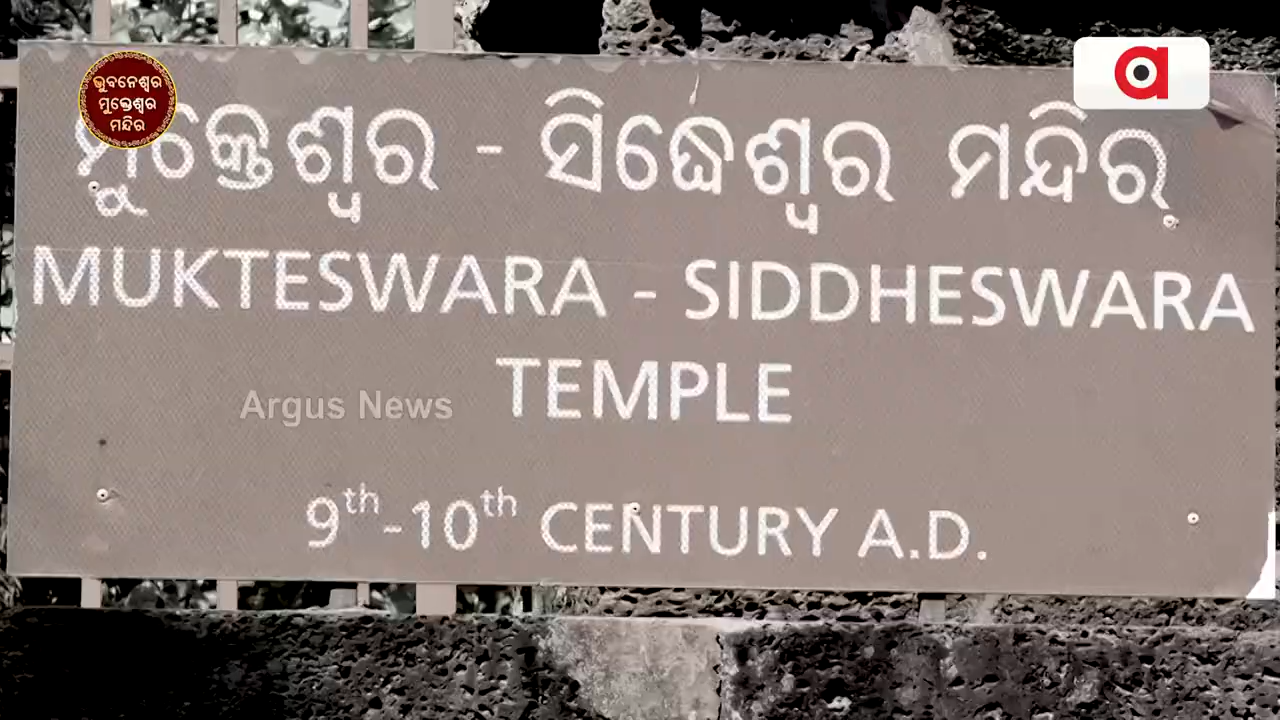 ଭୁବନେଶ୍ୱର
ମୁକ୍ତେଶ୍ୱର
ମନ୍ଦିର
a
ମୁକ୍ତେଶ୍ୱର - ସିଦ୍ଧେଶ୍ୱର ମନ୍ଦିର୍
MUKTESWARA - SIDDHESWARA
TEMPLE
Argus News
9th-10th CENTURY A.D.